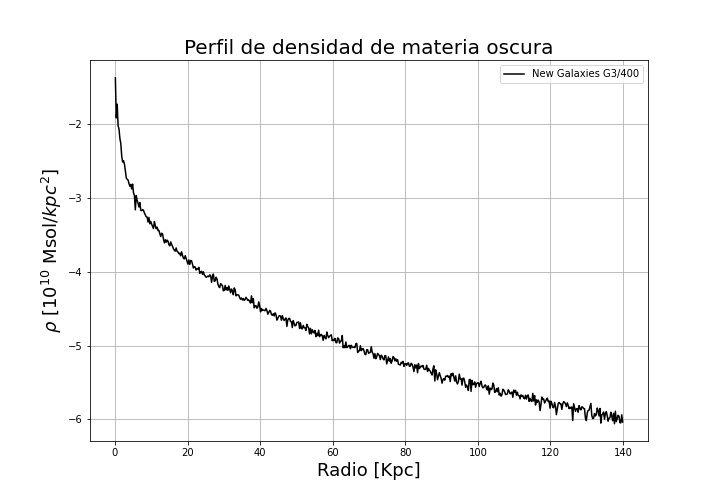 Perfil de densidad de materia oscura
New Galaxies G3/400
ρ [10¹⁰ Msol/kpc²]
−2
−3
−4
−5
−6
0 20 40 60 80 100 120 140
Radio [Kpc]